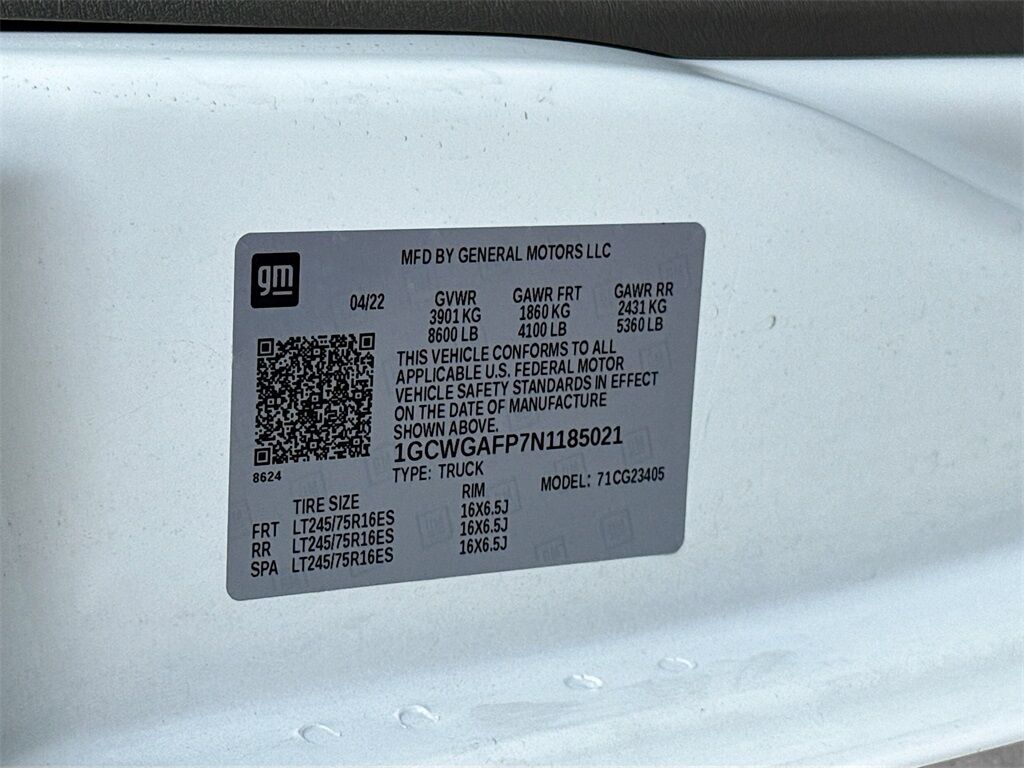 gm
MFD BY GENERAL MOTORS LLC
04/22
GVWR GAWR FRT GAWR RR
3901 KG 1860 KG 2431 KG
8600 LB 4100 LB 5360 LB
THIS VEHICLE CONFORMS TO ALL
APPLICABLE U.S. FEDERAL MOTOR
VEHICLE SAFETY STANDARDS IN EFFECT
ON THE DATE OF MANUFACTURE
SHOWN ABOVE.
1GCWGAFP7N1185021
8624
TYPE: TRUCK MODEL: 71CG23405
TIRE SIZE RIM
FRT LT245/75R16ES 16X6.5J
RR LT245/75R16ES 16X6.5J
SPA LT245/75R16ES 16X6.5J